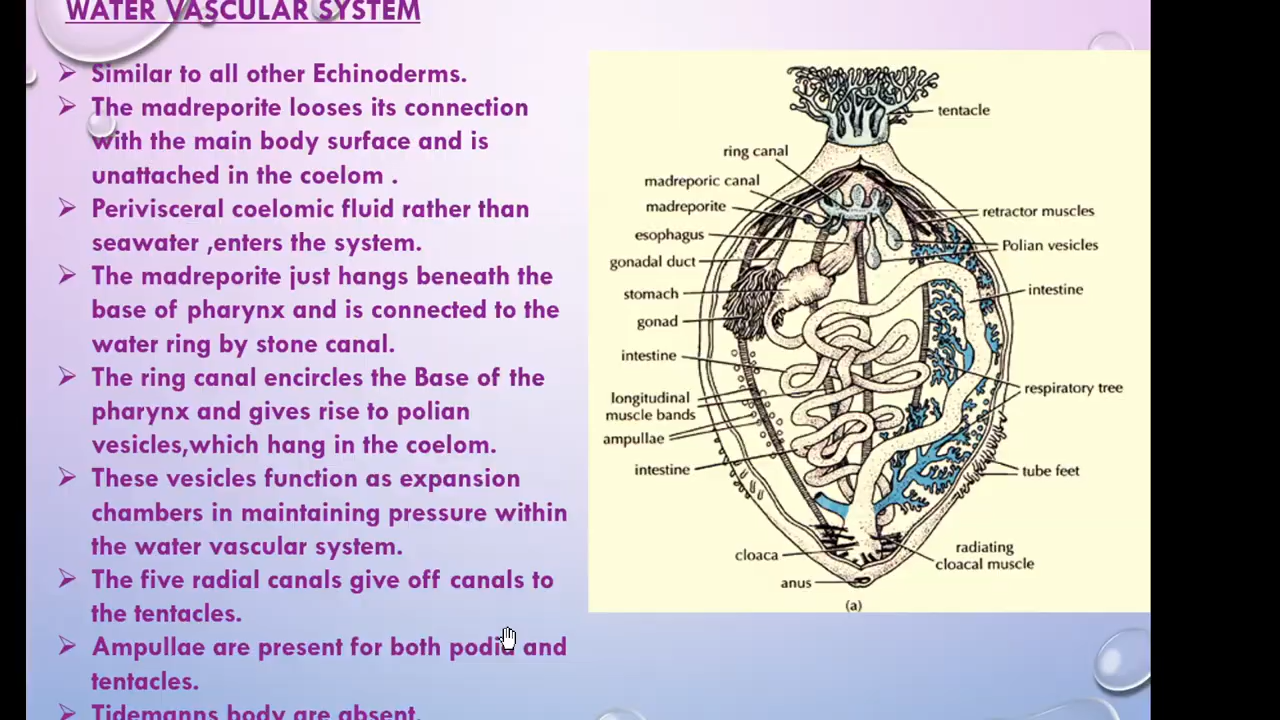 WATER VASCULAR SYSTEM
Similar to all other Echinoderms.
The madreporite looses its connection
with the main body surface and is
unattached in the coelom .
Perivisceral coelomic fluid rather than
seawater ,enters the system.
The madreporite just hangs beneath the
base of pharynx and is connected to the
water ring by stone canal.
The ring canal encircles the Base of the
pharynx and gives rise to polian
vesicles,which hang in the coelom.
These vesicles function as expansion
chambers in maintaining pressure within
the water vascular system.
The five radial canals give off canals to
the tentacles.
Ampullae are present for both podia and
tentacles.
Tidemanns body are absent.
tentacle
ring canal
madreporic canal
madreporite
esophagus
gonadal duct
stomach
gonad
intestine
longitudinal
muscle bands
ampullae
intestine
cloaca
anus
retractor muscles
Polian vesicles
intestine
respiratory tree
tube feet
radiating
cloacal muscle
(a)